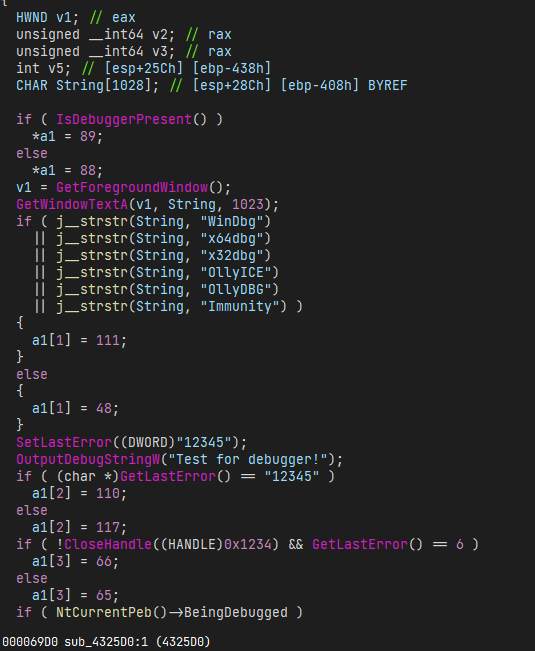 {
HWND v1; // eax
unsigned __int64 v2; // rax
unsigned __int64 v3; // rax
int v5; // [esp+25Ch] [ebp-438h]
CHAR String[1028]; // [esp+28Ch] [ebp-408h] BYREF
if ( IsDebuggerPresent() )
*a1 = 89;
else
*a1 = 88;
v1 = GetForegroundWindow();
GetWindowTextA(v1, String, 1023);
if ( j__strstr(String, "WinDbg")
|| j__strstr(String, "x64dbg")
|| j__strstr(String, "x32dbg")
|| j__strstr(String, "OllyICE")
|| j__strstr(String, "OllyDBG")
|| j__strstr(String, "Immunity") )
{
a1[1] = 111;
}
else
{
a1[1] = 48;
}
SetLastError((DWORD)"12345");
OutputDebugStringW("Test for debugger!");
if ( (char *)GetLastError() == "12345" )
a1[2] = 110;
else
a1[2] = 117;
if ( !CloseHandle((HANDLE)0x1234) && GetLastError() == 6 )
a1[3] = 66;
else
a1[3] = 65;
if ( NtCurrentPeb()->BeingDebugged )
000069D0 sub_4325D0:1 (4325D0)